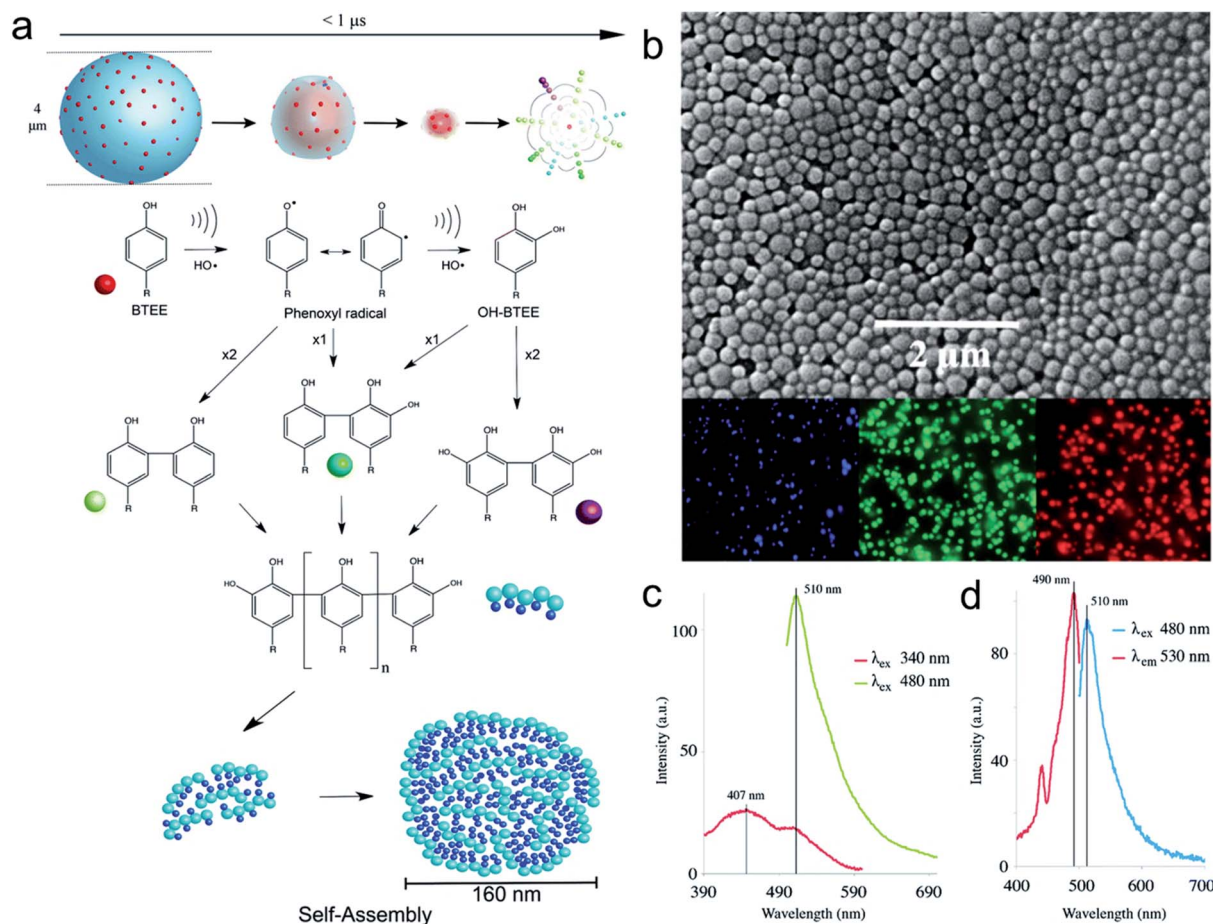 a
< 1 µs
4
µm
OH
R
BTEE
HO•
O•
R
O
•
R
Phenoxyl radical
HO•
OH
OH
R
OH-BTEE
x2
x1
x1
x2
OH
OH
R
R
OH
OH
OH
R
R
HO
OH
OH
OH
R
R
HO
OH
OH
OH
OH
R
R
R
n
160 nm
Self-Assembly
b
2 µm
c
Intensity (a.u.)
100
50
0
510 nm
407 nm
λex 340 nm
λex 480 nm
390 490 590 690
Wavelength (nm)
d
Intensity (a.u.)
80
40
0
490 nm
510 nm
λex 480 nm
λem 530 nm
400 500 600 700
Wavelength (nm)